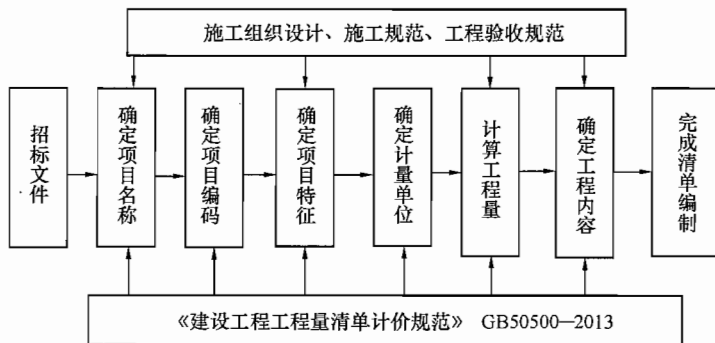 施工组织设计、施工规范、工程验收规范
招标文件
确定项目名称
确定项目编码
确定项目特征
确定计量单位
计算工程量
确定工程内容
完成清单编制
《建设工程工程量清单计价规范》 GB50500—2013